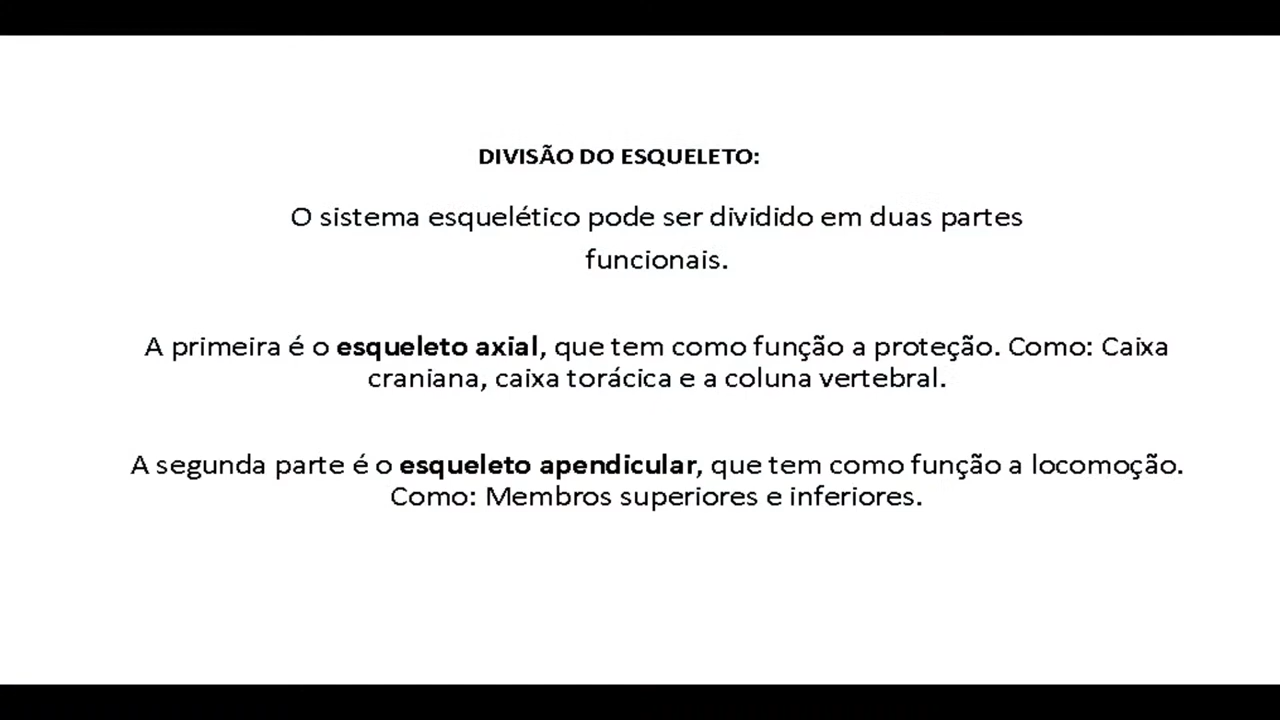 DIVISÃO DO ESQUELETO:
O sistema esquelético pode ser dividido em duas partes
funcionais.
A primeira é o esqueleto axial, que tem como função a proteção. Como: Caixa
craniana, caixa torácica e a coluna vertebral.
A segunda parte é o esqueleto apendicular, que tem como função a locomoção.
Como: Membros superiores e inferiores.